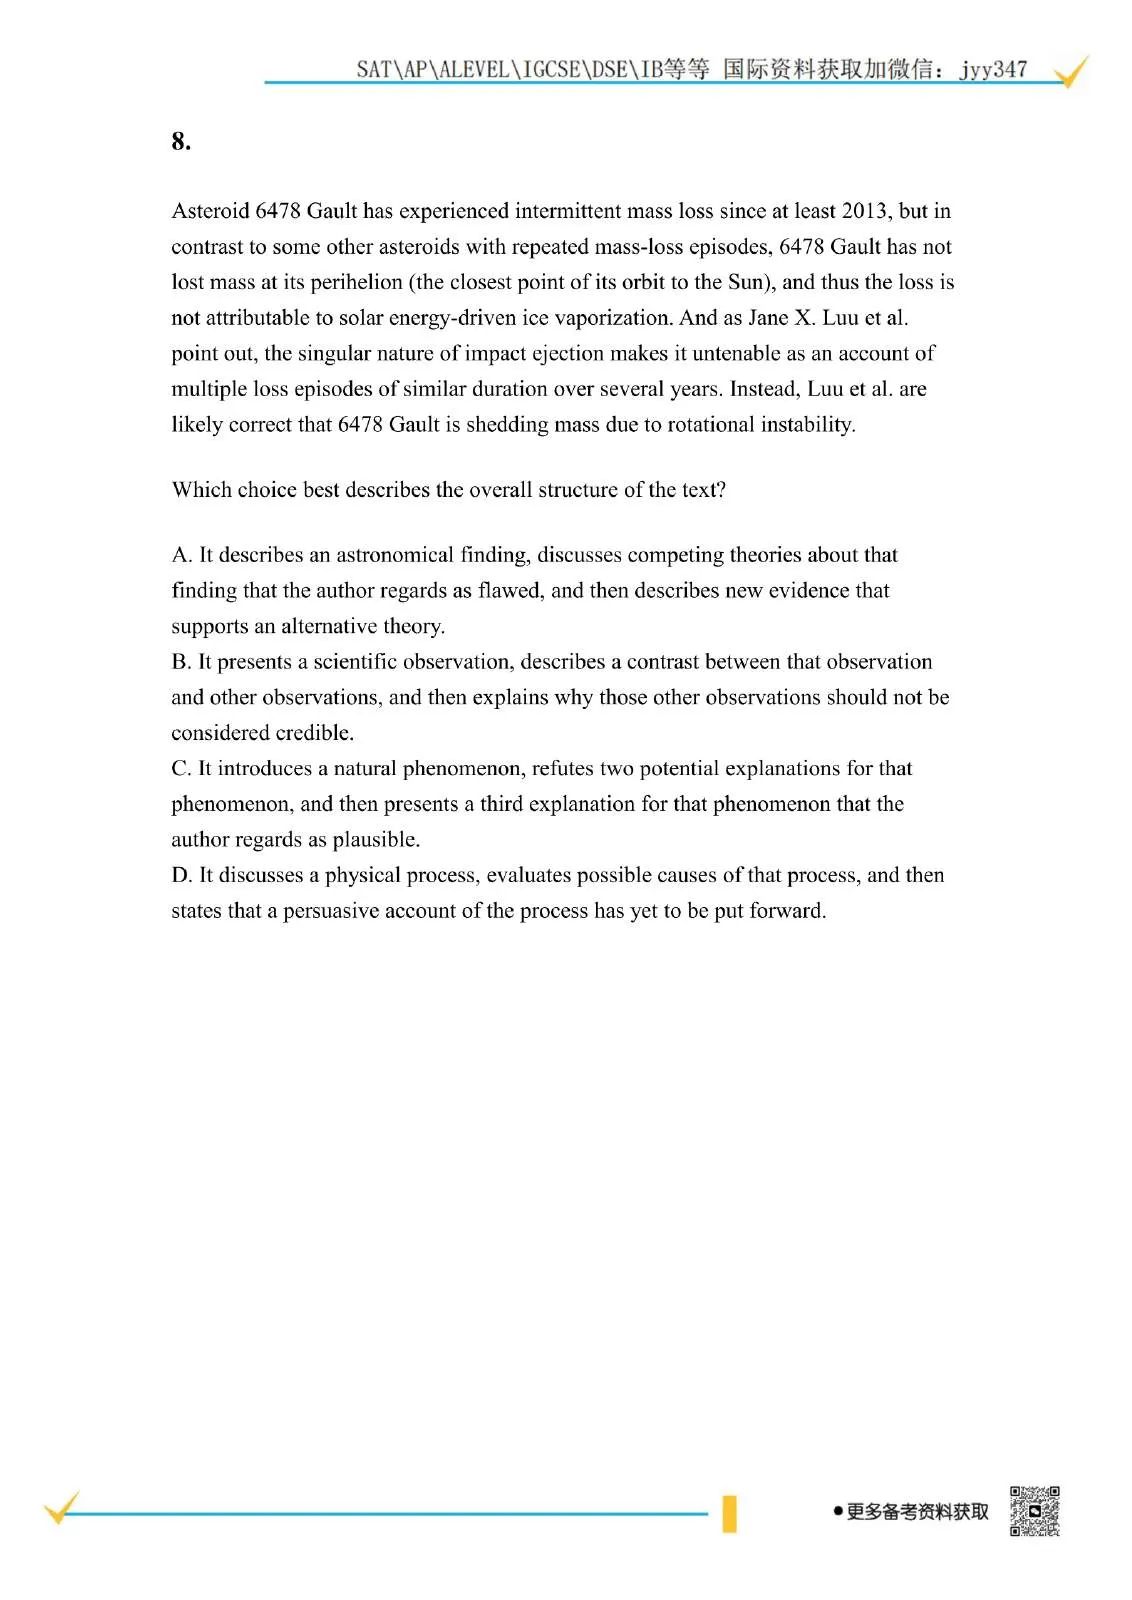 SAT\AP\ALEVEL\IGCSE\DSE\IB等等 国际资料获取加微信：jyy347
8.
Asteroid 6478 Gault has experienced intermittent mass loss since at least 2013, but in
contrast to some other asteroids with repeated mass-loss episodes, 6478 Gault has not
lost mass at its perihelion (the closest point of its orbit to the Sun), and thus the loss is
not attributable to solar energy-driven ice vaporization. And as Jane X. Luu et al.
point out, the singular nature of impact ejection makes it untenable as an account of
multiple loss episodes of similar duration over several years. Instead, Luu et al. are
likely correct that 6478 Gault is shedding mass due to rotational instability.
Which choice best describes the overall structure of the text?
A. It describes an astronomical finding, discusses competing theories about that
finding that the author regards as flawed, and then describes new evidence that
supports an alternative theory.
B. It presents a scientific observation, describes a contrast between that observation
and other observations, and then explains why those other observations should not be
considered credible.
C. It introduces a natural phenomenon, refutes two potential explanations for that
phenomenon, and then presents a third explanation for that phenomenon that the
author regards as plausible.
D. It discusses a physical process, evaluates possible causes of that process, and then
states that a persuasive account of the process has yet to be put forward.
●更多备考资料获取